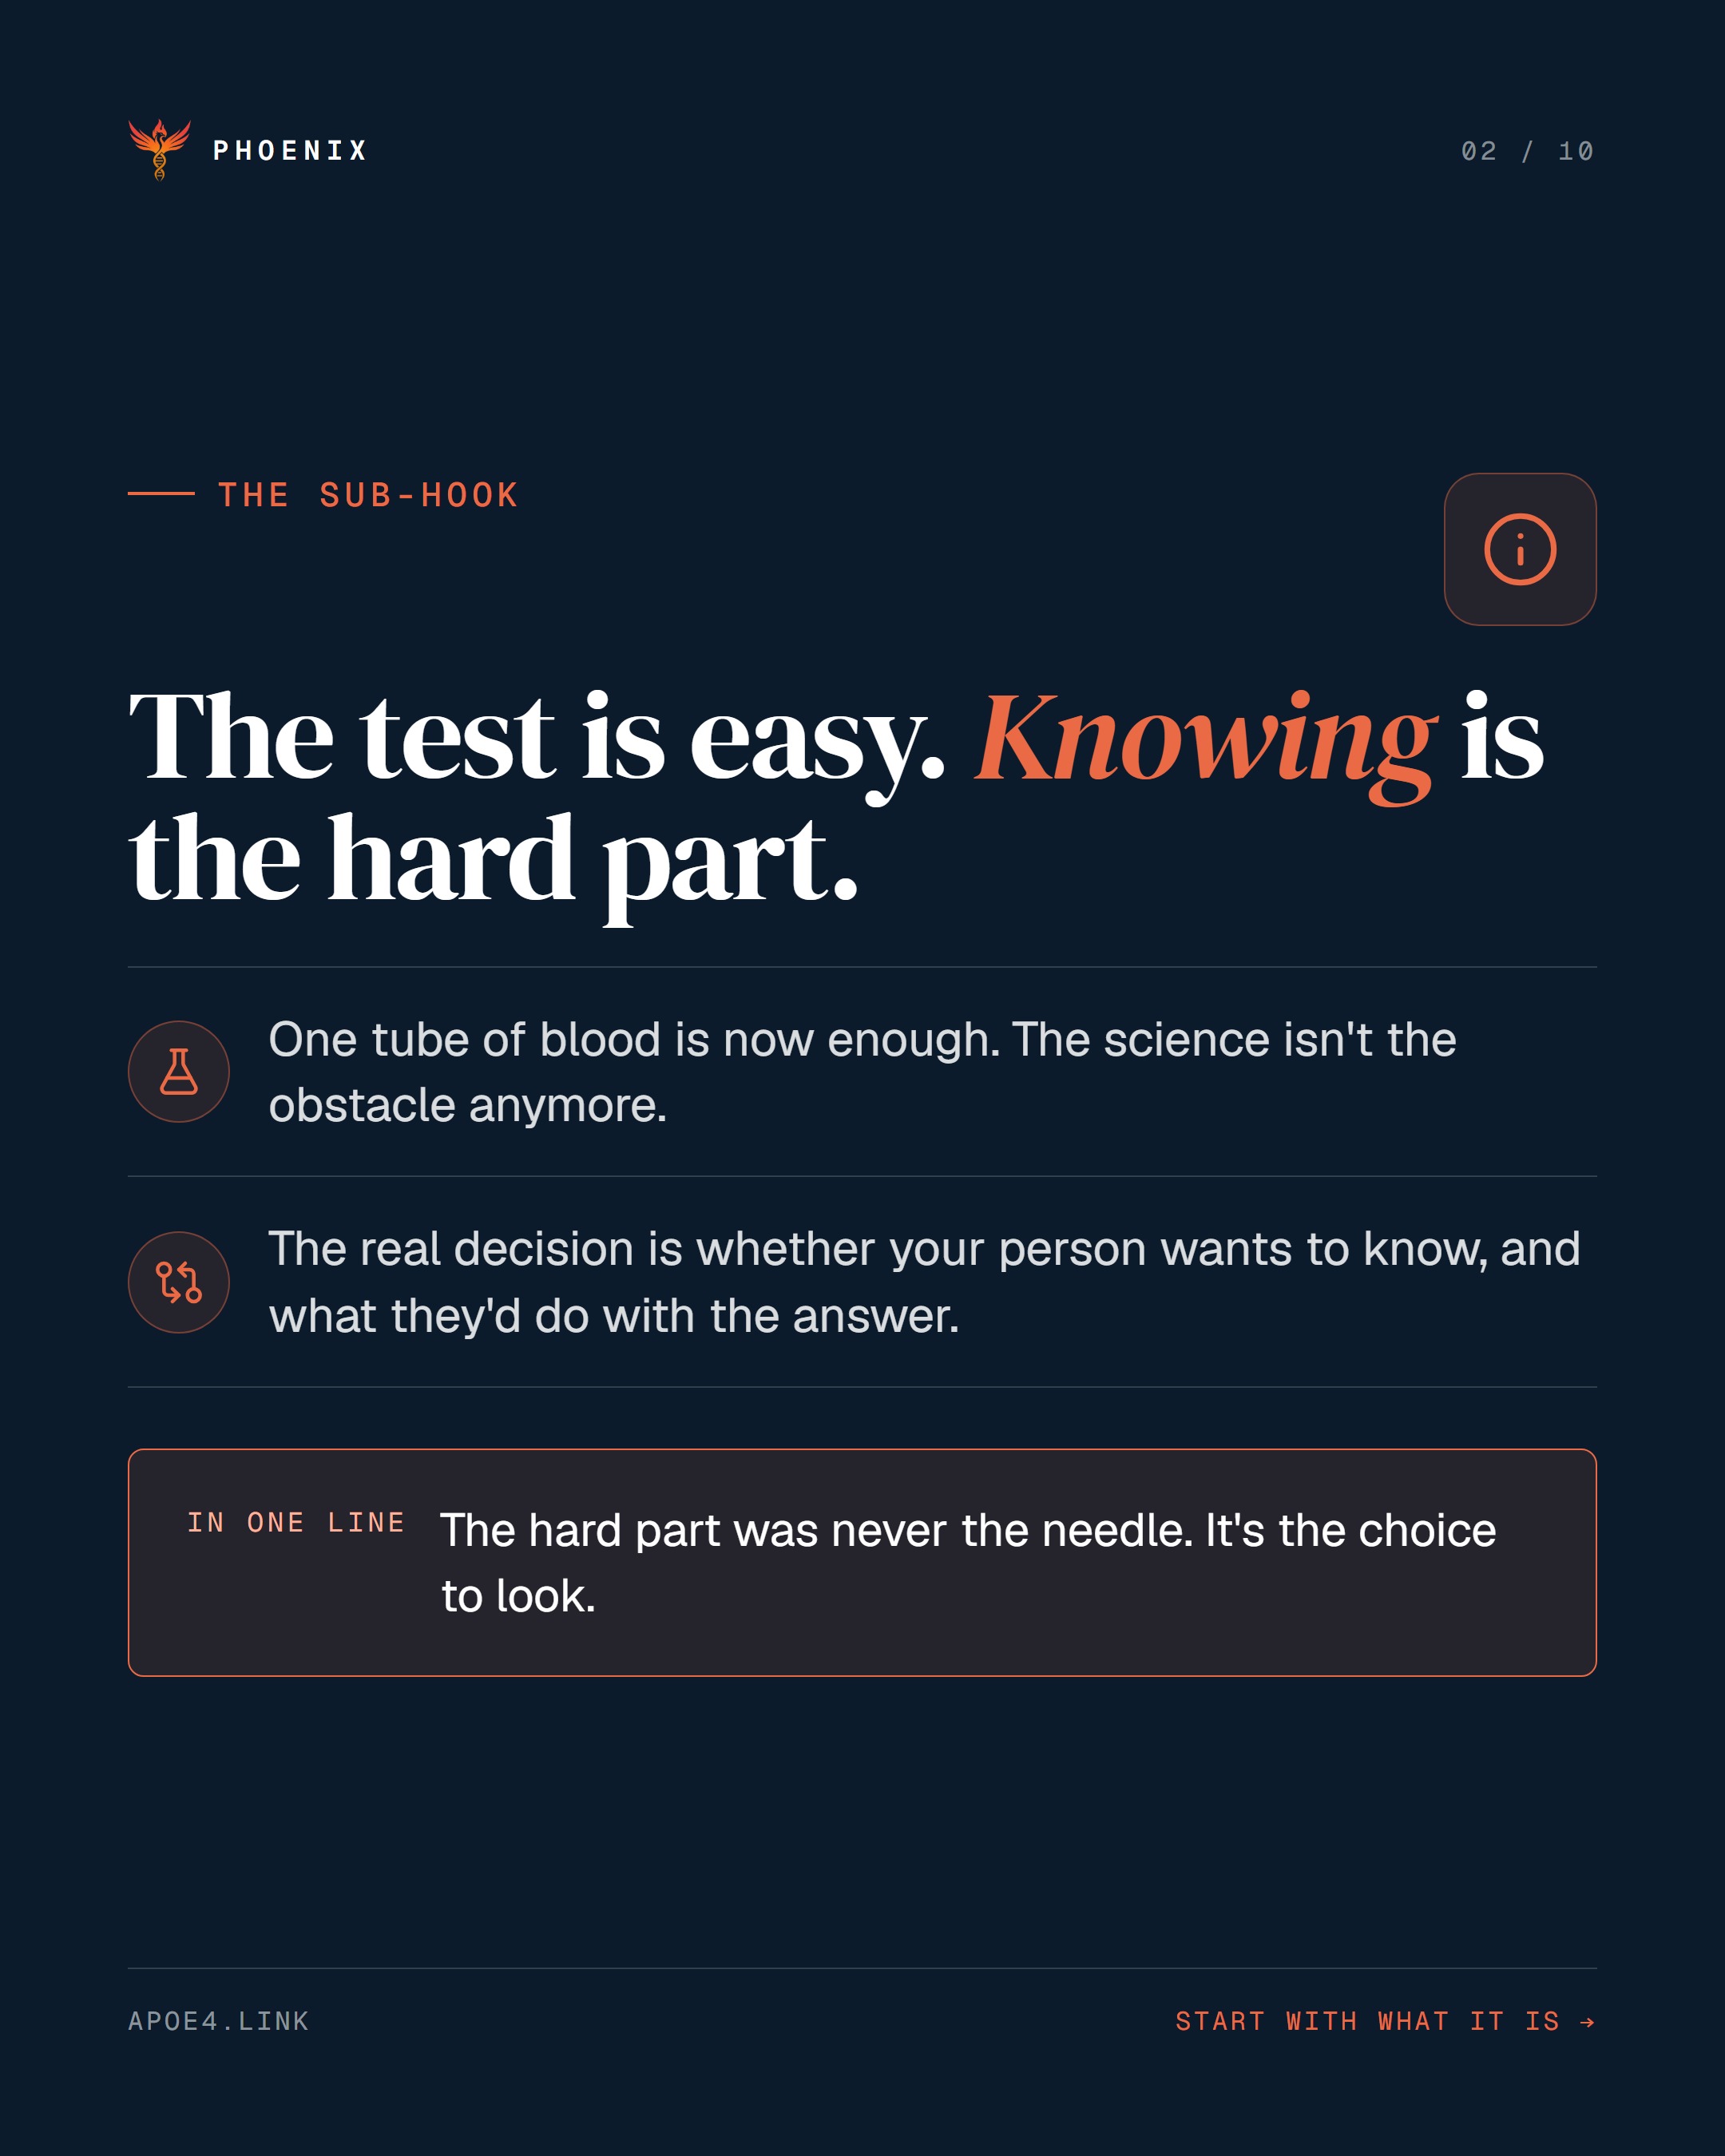 PHOENIX
02 / 10
THE SUB-HOOK
The test is easy. Knowing is
the hard part.
One tube of blood is now enough. The science isn't the
obstacle anymore.
The real decision is whether your person wants to know, and
what they'd do with the answer.
IN ONE LINE
The hard part was never the needle. It's the choice
to look.
APOE4.LINK
START WITH WHAT IT IS →